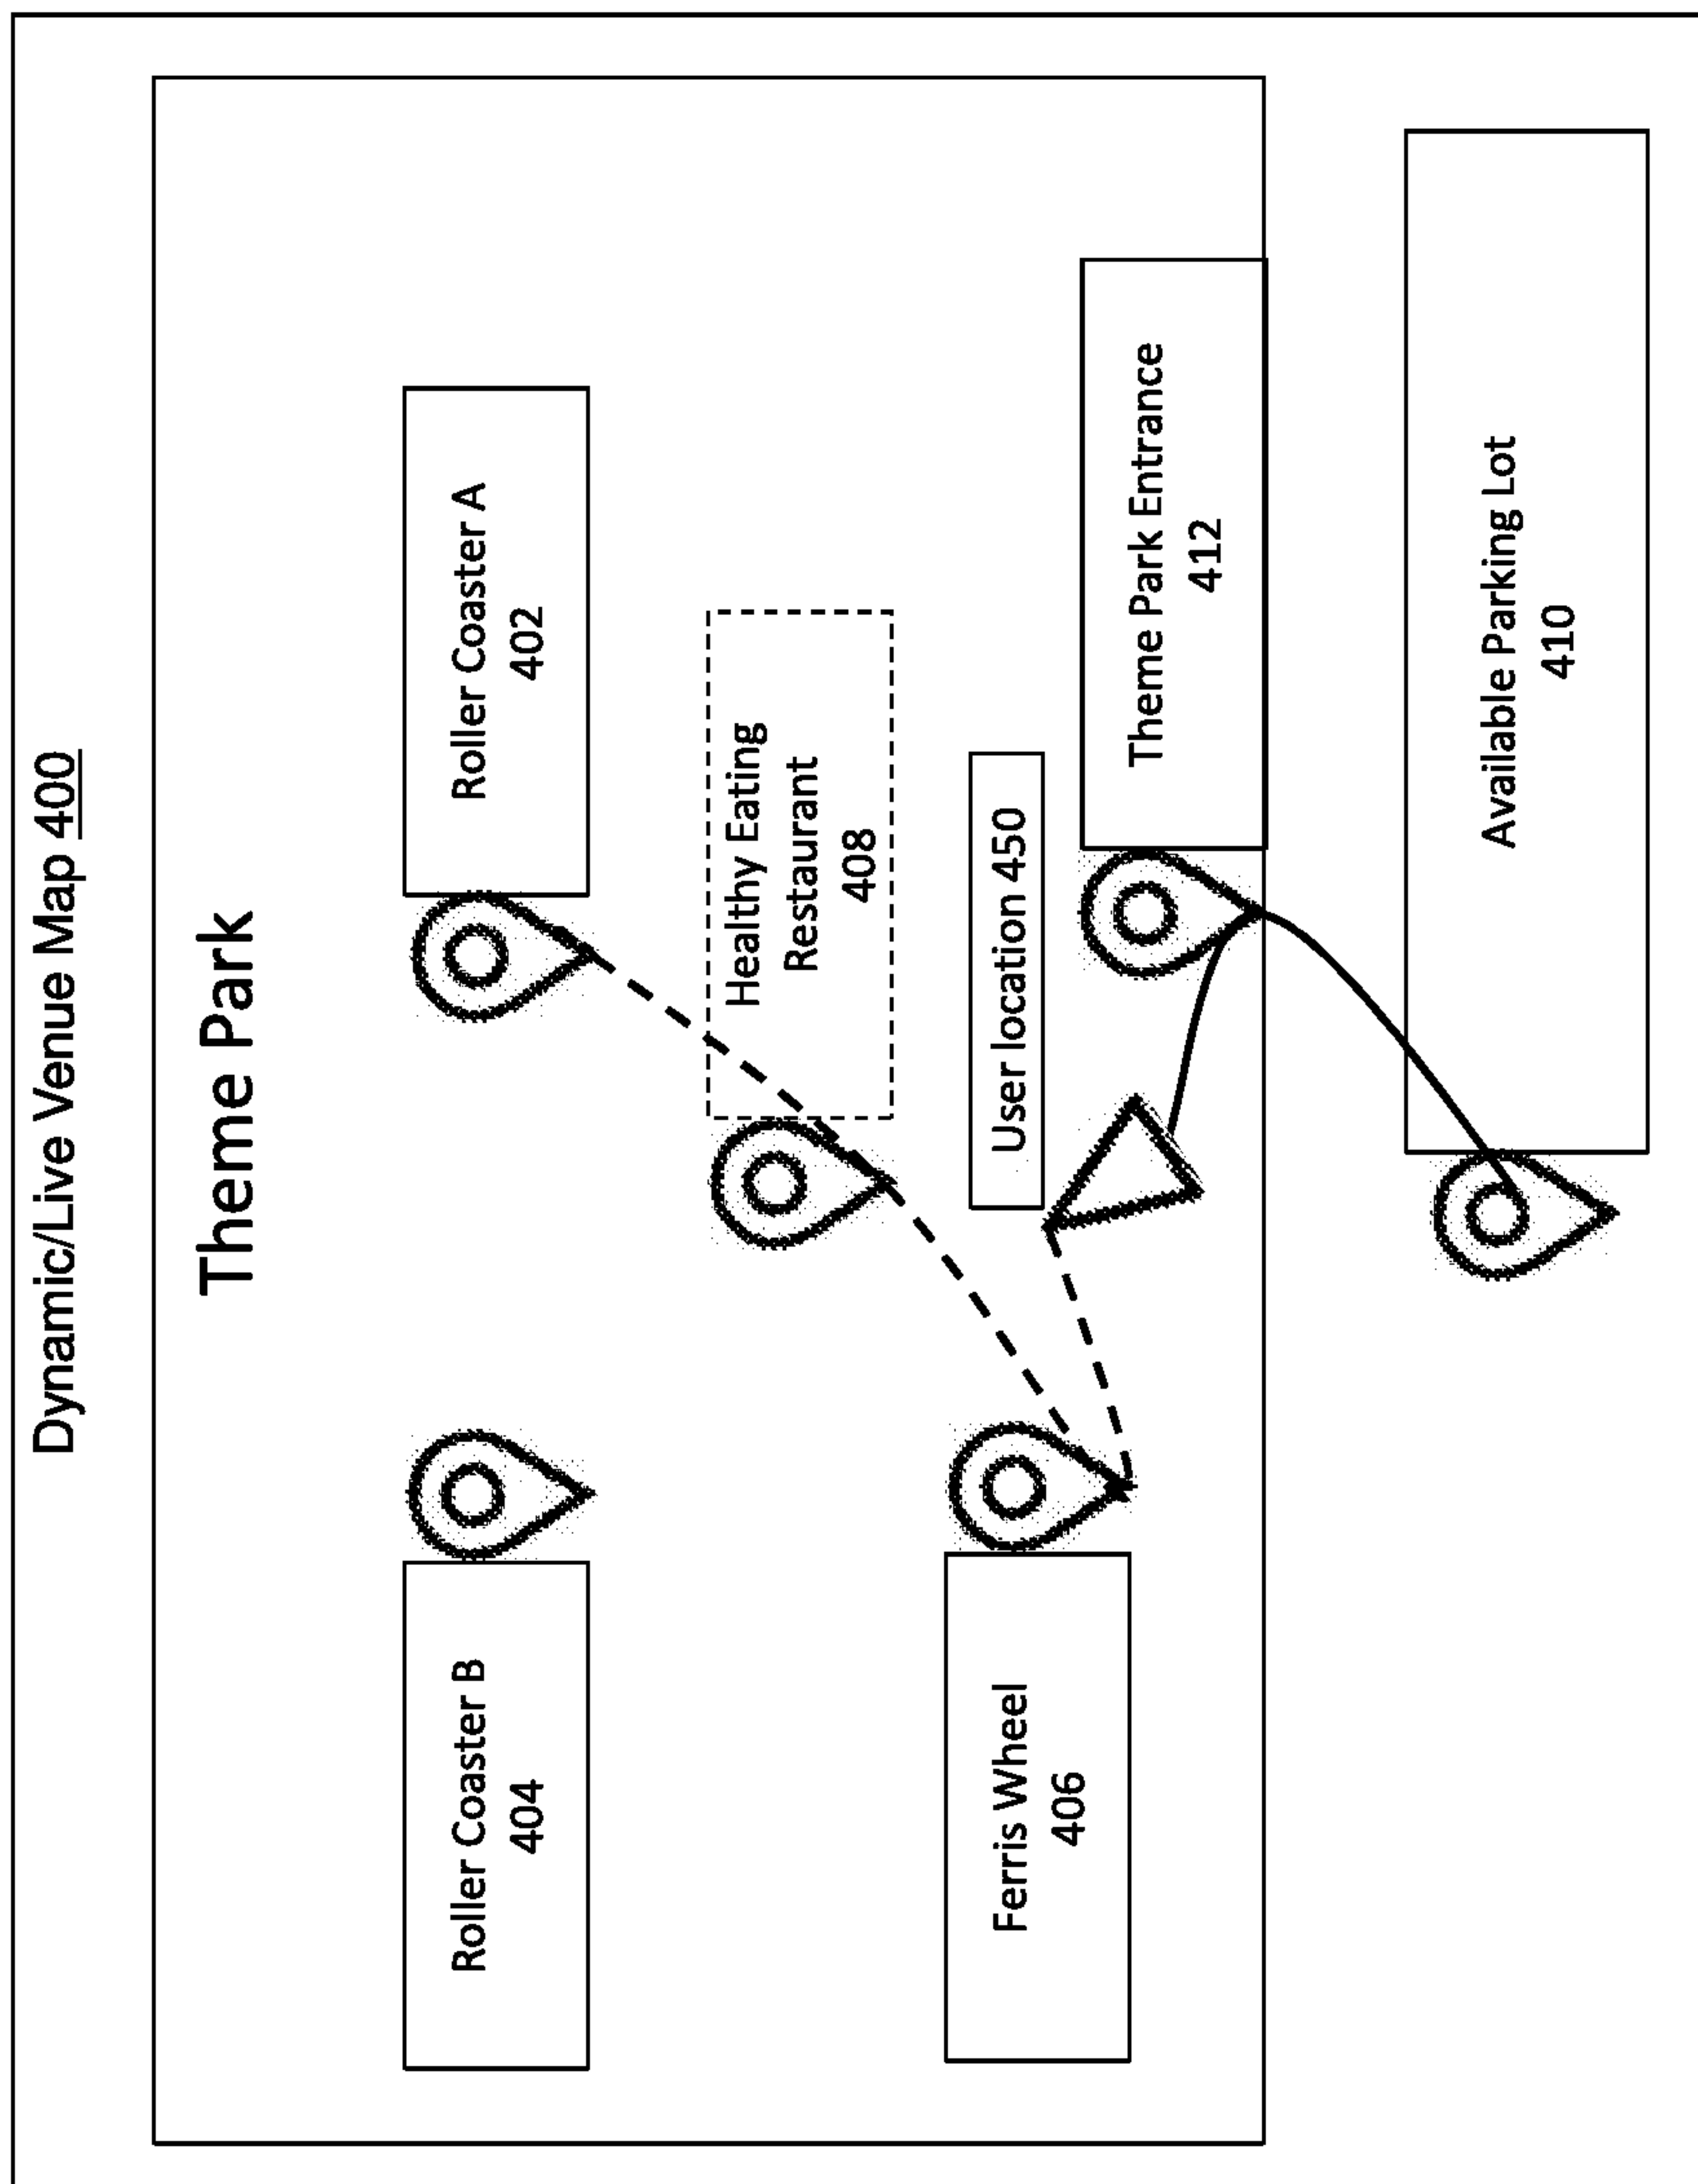 Dynamic/Live Venue Map 400
Theme Park
Roller Coaster B
404
Roller Coaster A
402
Healthy Eating
Restaurant
408
Ferris Wheel
406
User location 450
Theme Park Entrance
412
Available Parking Lot
410